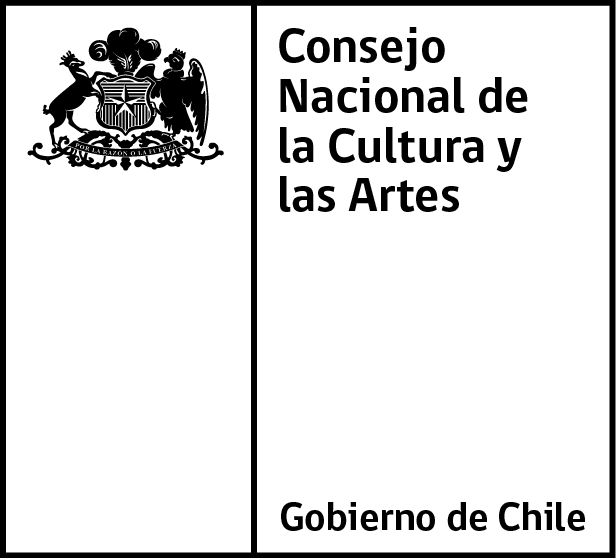 POR LA RAZON O LA FUERZA
Consejo
Nacional de
la Cultura y
las Artes
Gobierno de Chile